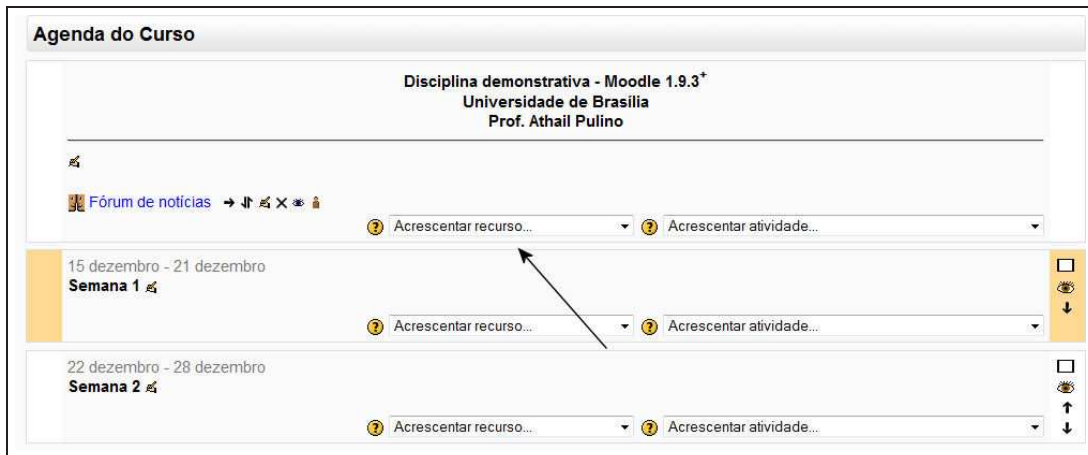 Agenda do Curso
Disciplina demonstrativa - Moodle 1.9.3+
Universidade de Brasília
Prof. Athail Pulino
Fórum de notícias
? Acrescentar recurso... ? Acrescentar atividade...
15 dezembro - 21 dezembro
Semana 1
? Acrescentar recurso... ? Acrescentar atividade...
22 dezembro - 28 dezembro
Semana 2
? Acrescentar recurso... ? Acrescentar atividade...